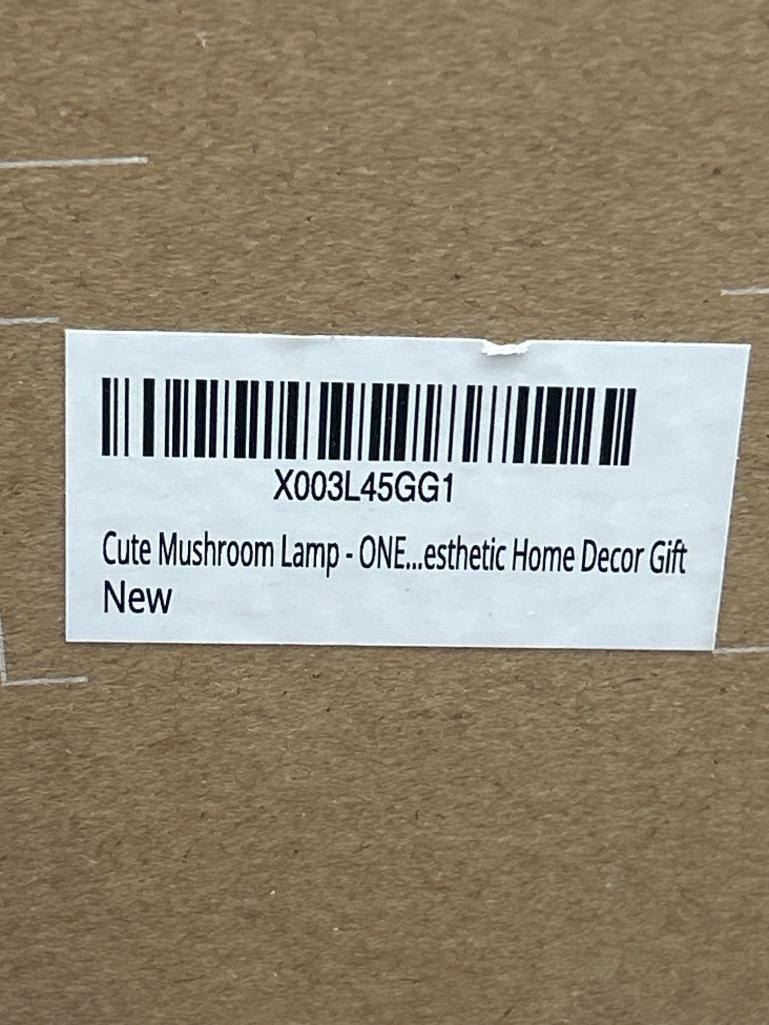 X003L45GG1
Cute Mushroom Lamp - ONE...esthetic Home Decor Gift
New